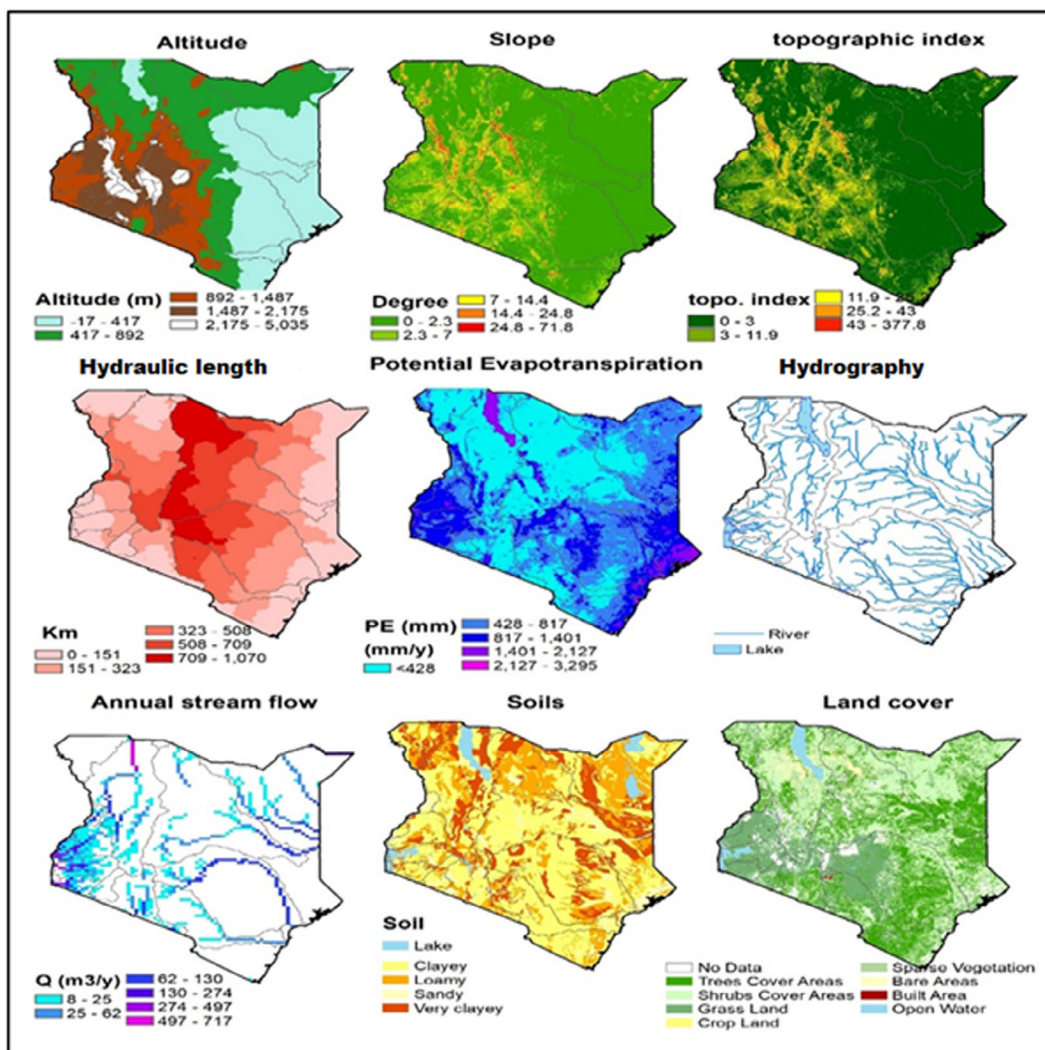 Altitude
Slope
topographic index
Altitude (m)
-17 - 417
417 - 892
892 - 1,487
1,487 - 2,175
2,175 - 5,035
Degree
0 - 2.3
2.3 - 7
7 - 14.4
14.4 - 24.8
24.8 - 71.8
topo. index
0 - 3
3 - 11.9
11.9 -
25.2 - 43
43 - 377.8
Hydraulic length
Potential Evapotranspiration
Hydrography
Km
0 - 151
151 - 323
323 - 508
508 - 709
709 - 1,070
PE (mm)
(mm/y)
<428
428 - 817
817 - 1,401
1,401 - 2,127
2,127 - 3,295
River
Lake
Annual stream flow
Soils
Land cover
Q (m3/y)
8 - 25
25 - 62
62 - 130
130 - 274
274 - 497
497 - 717
Soil
Lake
Clayey
Loamy
Sandy
Very clayey
No Data
Trees Cover Areas
Shrubs Cover Areas
Grass Land
Crop Land
Sparse Vegetation
Bare Areas
Built Area
Open Water